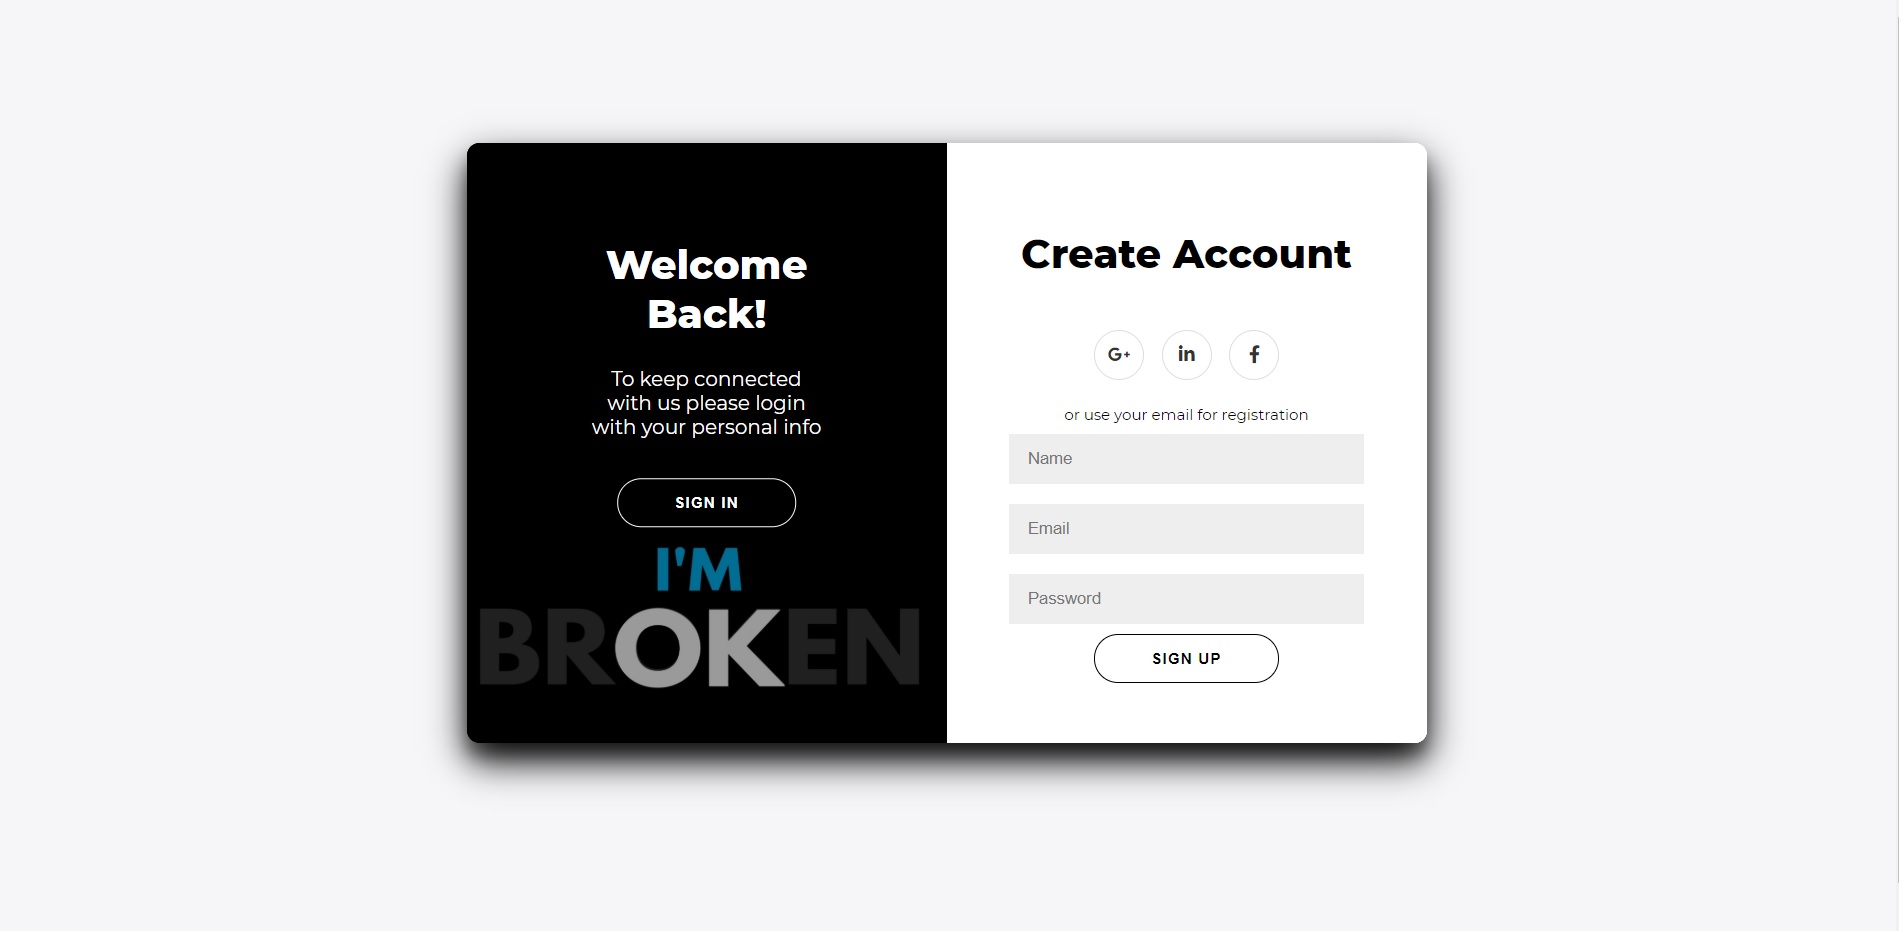 Welcome
Back!
To keep connected
with us please login
with your personal info
SIGN IN
I'M
BROKEN
Create Account
G+
in
f
or use your email for registration
Name
Email
Password
SIGN UP